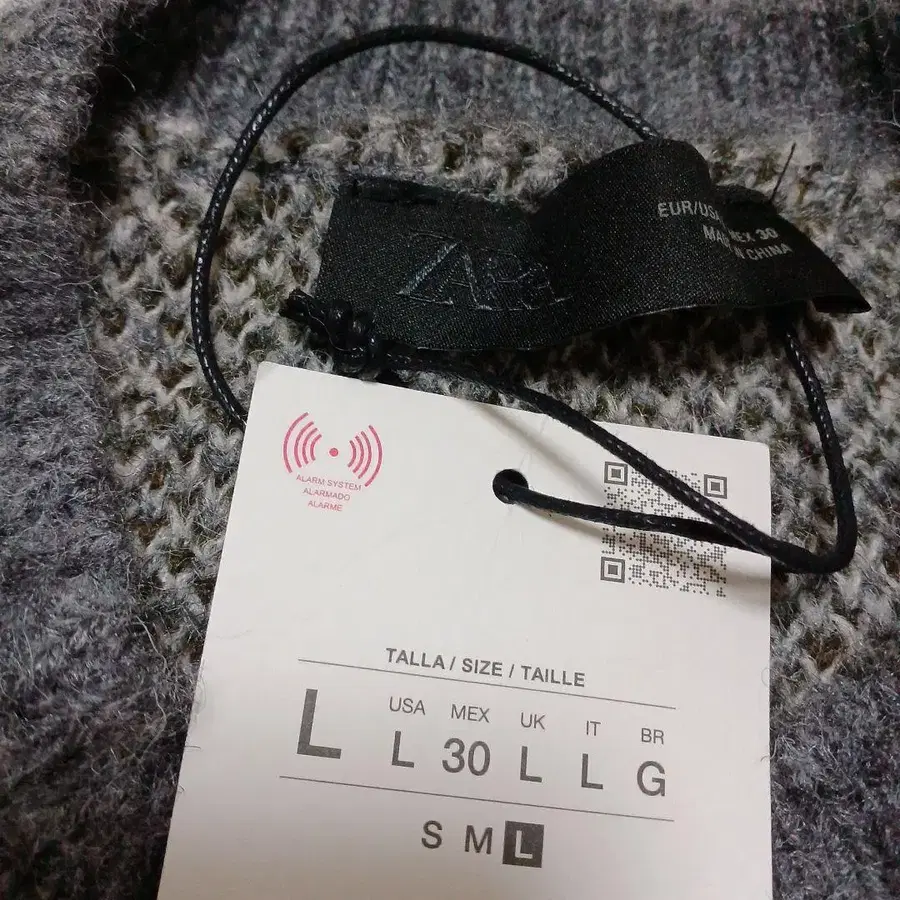 ZARA
EUR/USA
MEX 30
MADE IN CHINA
ALARM SYSTEM
ALARMADO
ALARME
TALLA / SIZE / TAILLE
L USA MEX UK IT BR
L 30 L L G
S M L